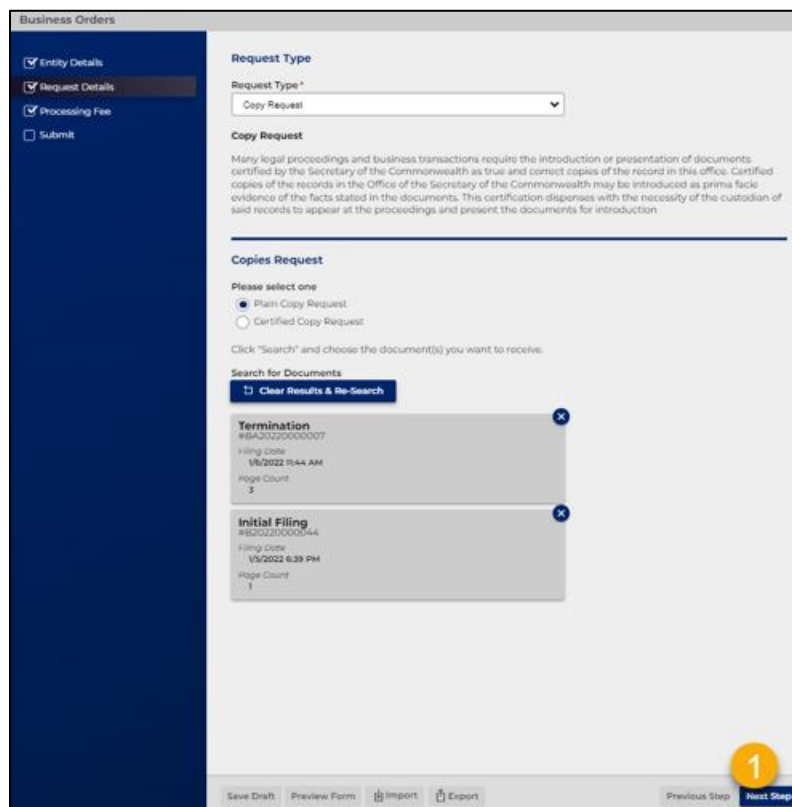 Business Orders
Entity Details
Request Details
Processing Fee
Submit
Request Type
Request Type*
Copy Request
Copy Request
Many legal proceedings and business transactions require the introduction or presentation of documents
certified by the Secretary of the Commonwealth as true and correct copies of the record in this office. Certified
copies of the records in the Office of the Secretary of the Commonwealth may be introduced as prima facie
evidence of the facts stated in the documents. This certification dispenses with the necessity of the custodian of
said records to appear at the proceedings and present the documents for introduction
Copies Request
Please select one
Plain Copy Request
Certified Copy Request
Click "Search" and choose the document(s) you want to receive.
Search for Documents
Clear Results & Re-Search
Termination
#BA20220000007
Filing Date
1/6/2022 11:44 AM
Page Count
3
Initial Filing
#B20220000044
Filing Date
1/5/2022 6:39 PM
Page Count
1
1
Save Draft Preview Form Import Export Previous Step Next Step